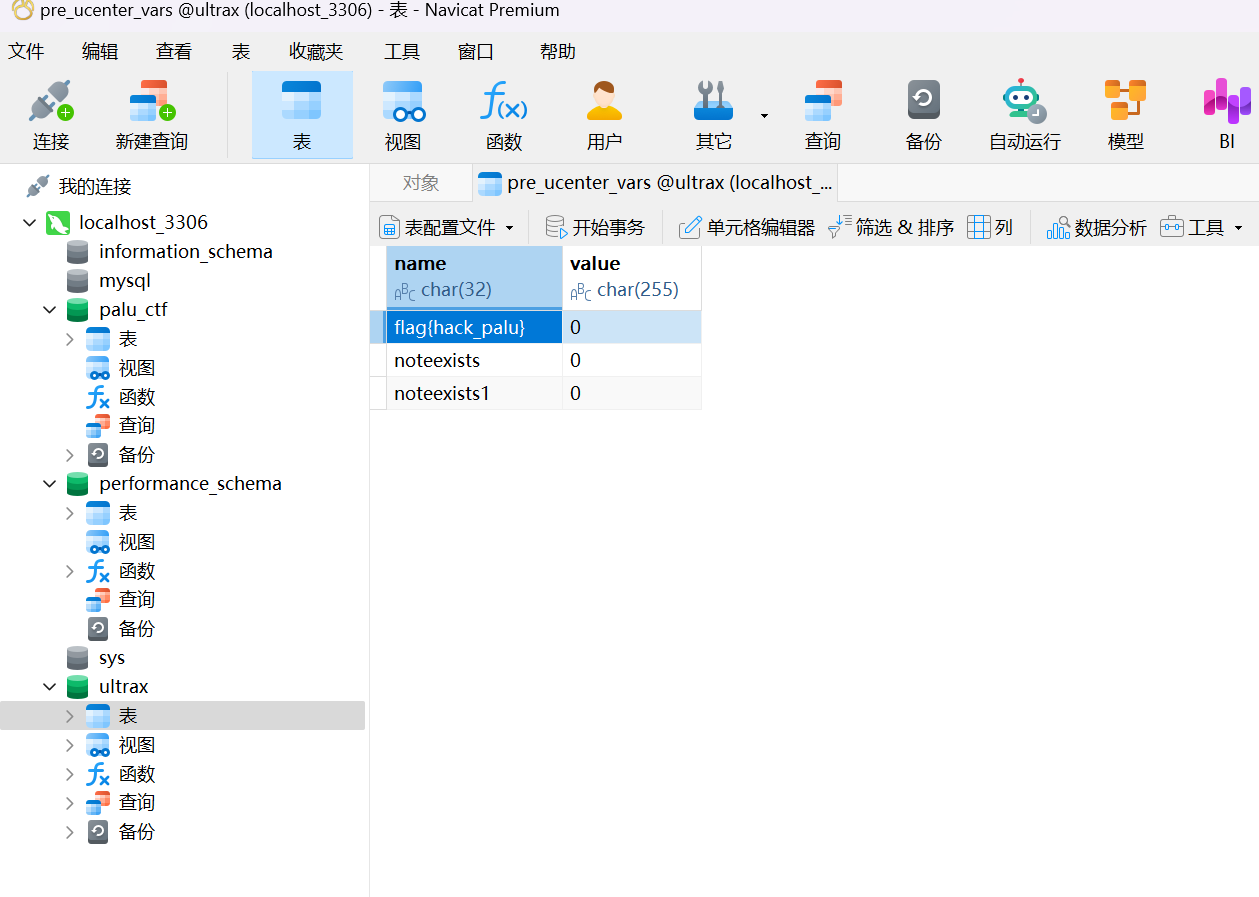 pre_ucenter_vars @ultrax (localhost_3306) - 表 - Navicat Premium
文件 编辑 查看 表 收藏夹 工具 窗口 帮助
连接 新建查询 表 视图 函数 用户 其它 查询 备份 自动运行 模型 BI
我的连接
localhost_3306
information_schema
mysql
palu_ctf
表
视图
函数
查询
备份
performance_schema
表
视图
函数
查询
备份
sys
ultrax
表
视图
函数
查询
备份
对象 pre_ucenter_vars @ultrax (localhost_...
表配置文件 开始事务 单元格编辑器 筛选 & 排序 列 数据分析 工具
name value
char(32) char(255)
flag{hack_palu} 0
noteexists 0
noteexists1 0